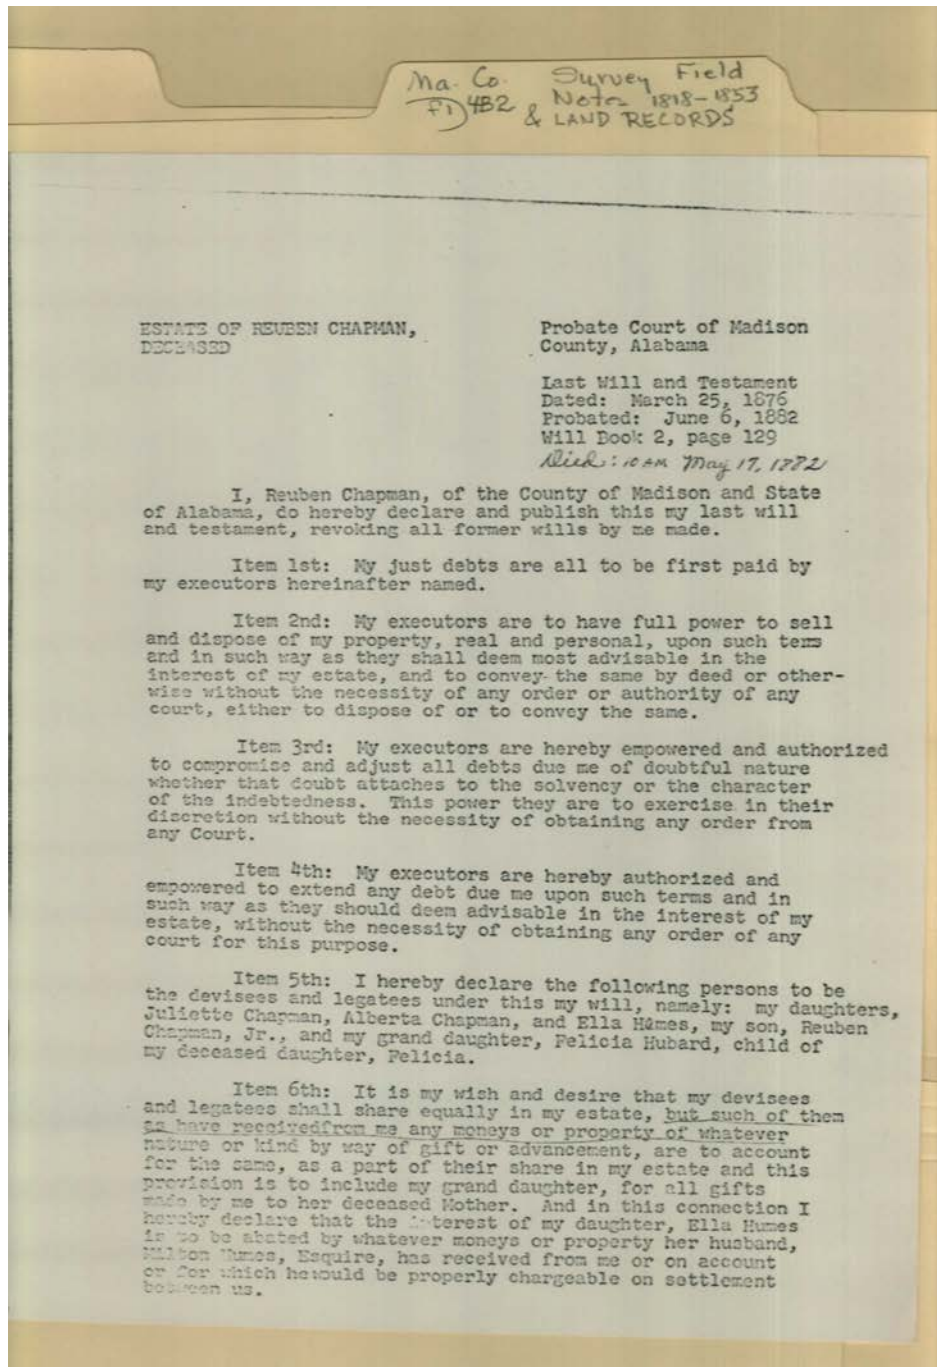 Ma. Co. Survey Field
F1) 4B2 Notes 1818-1853
& LAND RECORDS
ESTATE OF REUBEN CHAPMAN,
DECEASED
Probate Court of Madison
County, Alabama
Last Will and Testament
Dated: March 25, 1876
Probated: June 6, 1882
Will Book 2, page 129
Died: 10 AM May 17, 1882
I, Reuben Chapman, of the County of Madison and State
of Alabama, do hereby declare and publish this my last will
and testament, revoking all former wills by me made.
Item 1st: My just debts are all to be first paid by
my executors hereinafter named.
Item 2nd: My executors are to have full power to sell
and dispose of my property, real and personal, upon such tems
and in such way as they shall deem most advisable in the
interest of my estate, and to convey the same by deed or other-
wise without the necessity of any order or authority of any
court, either to dispose of or to convey the same.
Item 3rd: My executors are hereby empowered and authorized
to compromise and adjust all debts due me of doubtful nature
whether that doubt attaches to the solvency or the character
of the indebtedness. This power they are to exercise in their
discretion without the necessity of obtaining any order from
any Court.
Item 4th: My executors are hereby authorized and
empowered to extend any debt due me upon such terms and in
such way as they should deem advisable in the interest of my
estate, without the necessity of obtaining any order of any
court for this purpose.
Item 5th: I hereby declare the following persons to be
the devisees and legatees under this my will, namely: my daughters,
Juliette Chapman, Alberta Chapman, and Ella Humes, my son, Reuben
Chapman, Jr., and my grand daughter, Felicia Hubard, child of
my deceased daughter, Felicia.
Item 6th: It is my wish and desire that my devisees
and legatees shall share equally in my estate, but such of them
as have receivedfrom me any moneys or property of whatever
nature or kind by way of gift or advancement, are to account
for the same, as a part of their share in my estate and this
provision is to include my grand daughter, for all gifts
made by me to her deceased Mother. And in this connection I
hereby declare that the interest of my daughter, Ella Humes
is to be abated by whatever moneys or property her husband,
Milton Humes, Esquire, has received from me or on account
or for which he would be properly chargeable on settlement
between us.